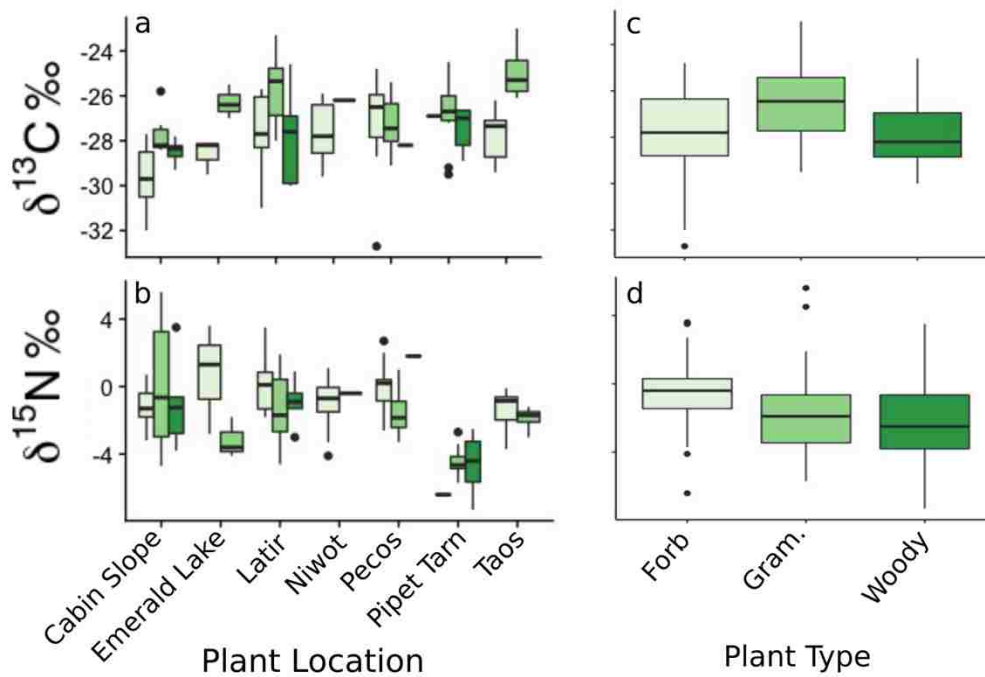 a
c
-24
-26
-28
-30
-32
δ13C‰
b
d
4
0
-4
δ15N‰
Cabin Slope
Emerald Lake
Latir
Niwot
Pecos
Pipet Tarn
Taos
Forb
Gram.
Woody
Plant Location
Plant Type